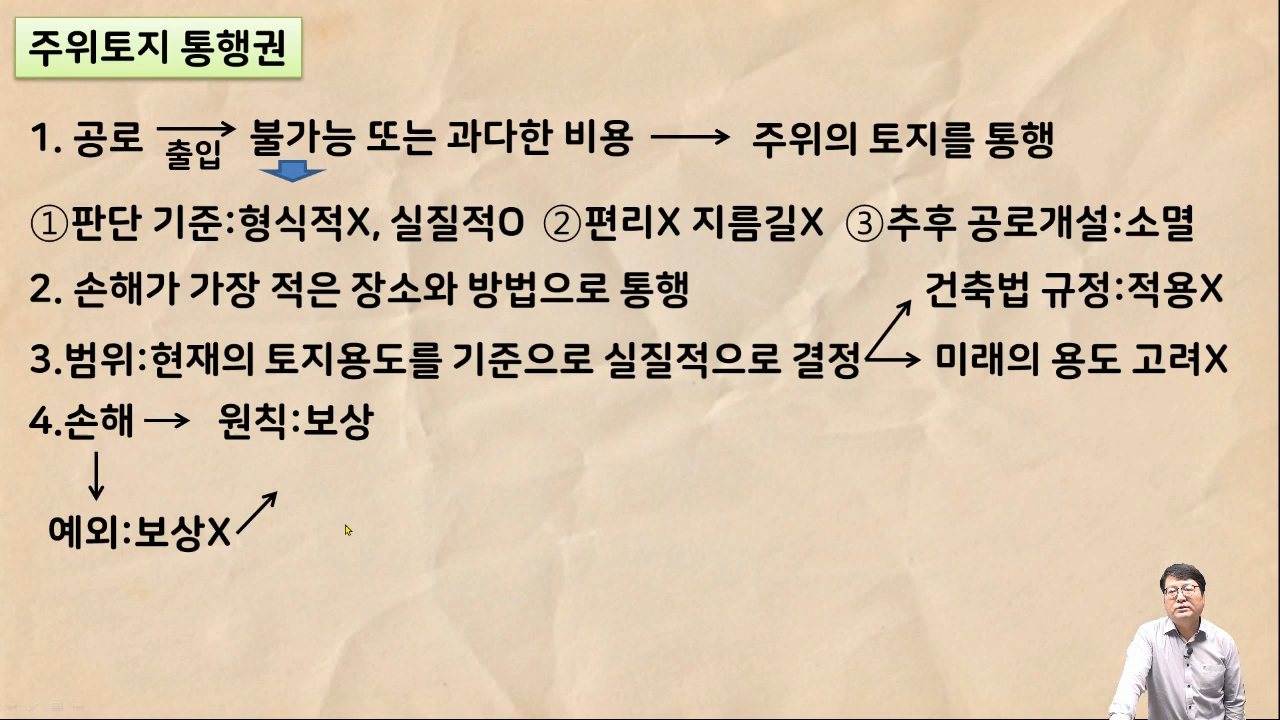 주위토지 통행권
1. 공로 → 출입 불가능 또는 과다한 비용 → 주위의 토지를 통행
①판단 기준:형식적X, 실질적O ②편리X 지름길X ③추후 공로개설:소멸
2. 손해가 가장 적은 장소와 방법으로 통행
건축법 규정:적용X
3.범위:현재의 토지용도를 기준으로 실질적으로 결정 → 미래의 용도 고려X
4.손해 → 원칙:보상
예외:보상X